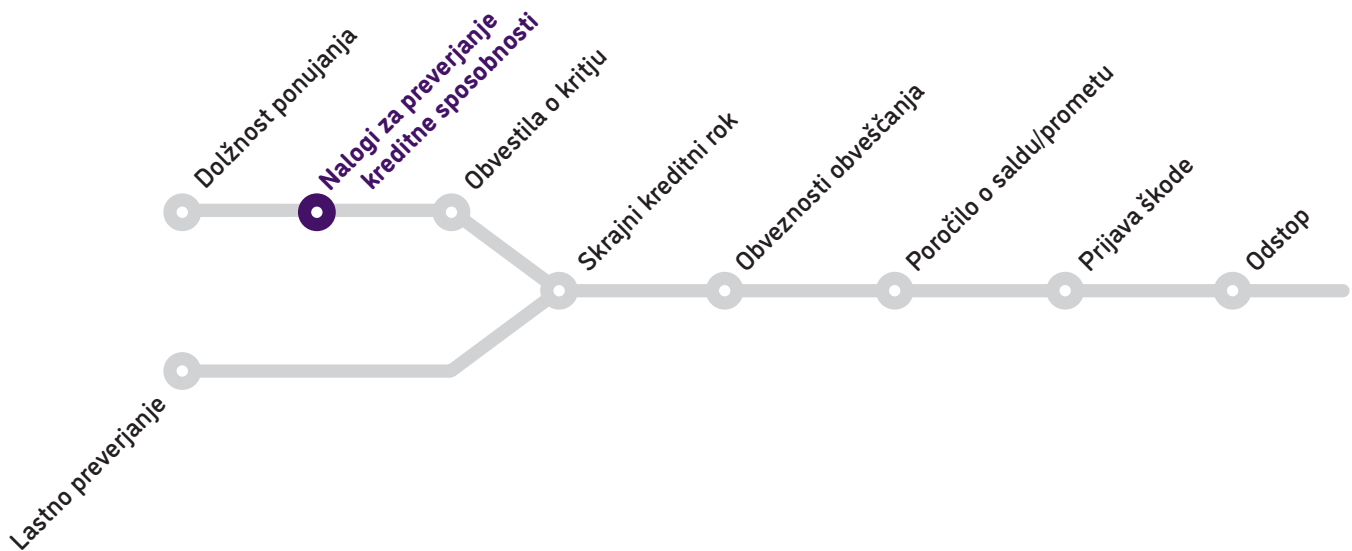 Dolžnost ponujanja
Nalogi za preverjanje
kreditne sposobnosti
Obvestila o kritju
Skrajni kreditni rok
Obveznosti obveščanja
Poročilo o saldu/prometu
Prijava škode
Odstop
Lastno preverjanje